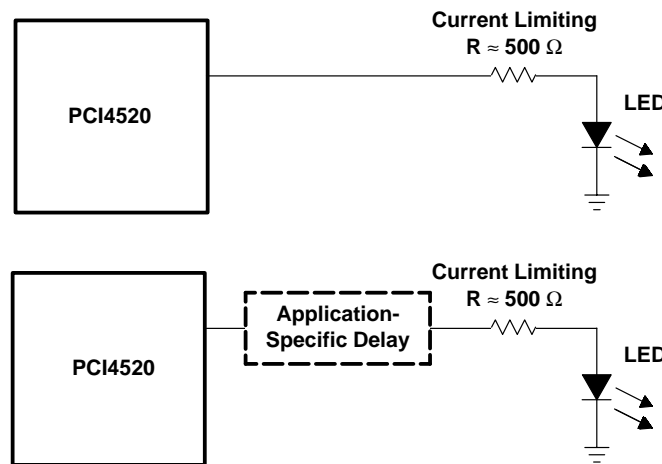 Current Limiting
R ≈ 500 Ω
PCI4520
LED
Current Limiting
R ≈ 500 Ω
Application-
Specific Delay
PCI4520
LED